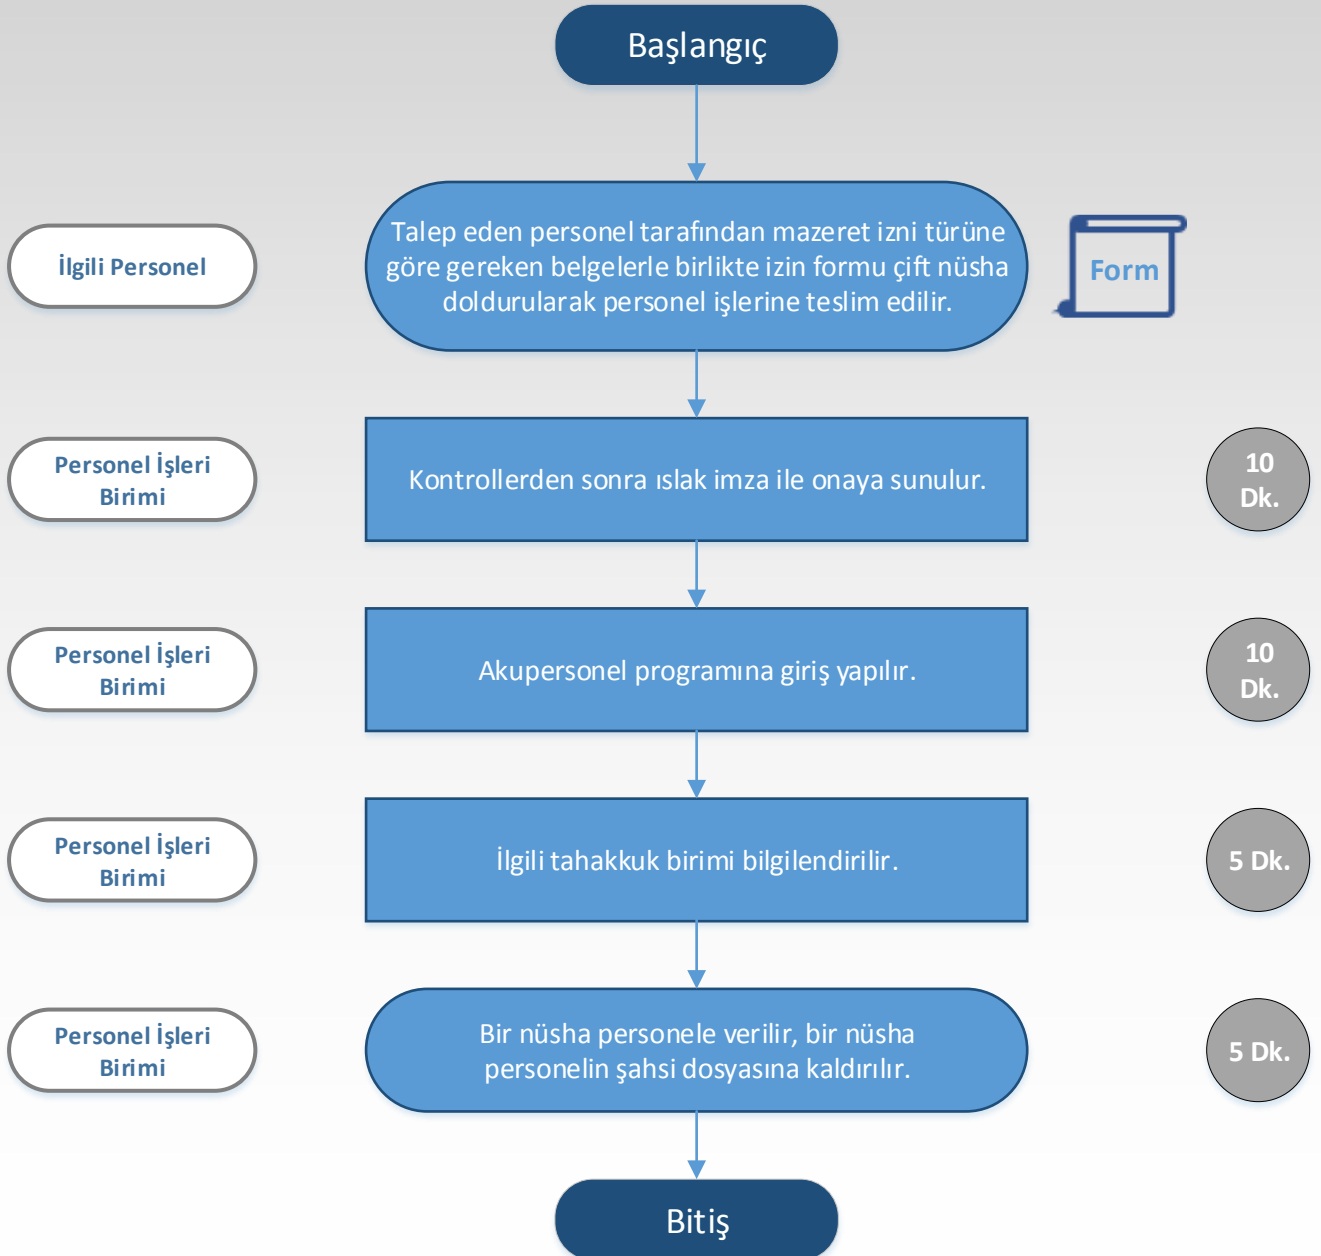 Başlangıç
İlgili Personel
Talep eden personel tarafından mazeret izni türüne
göre gereken belgelerle birlikte izin formu çift nüsha
doldurularak personel işlerine teslim edilir.
Form
Personel İşleri
Birimi
Kontrollerden sonra ıslak imza ile onaya sunulur.
10
Dk.
Personel İşleri
Birimi
Akupersonel programına giriş yapılır.
10
Dk.
Personel İşleri
Birimi
İlgili tahakkuk birimi bilgilendirilir.
5 Dk.
Personel İşleri
Birimi
Bir nüsha personele verilir, bir nüsha
personelin şahsi dosyasına kaldırılır.
5 Dk.
Bitiş